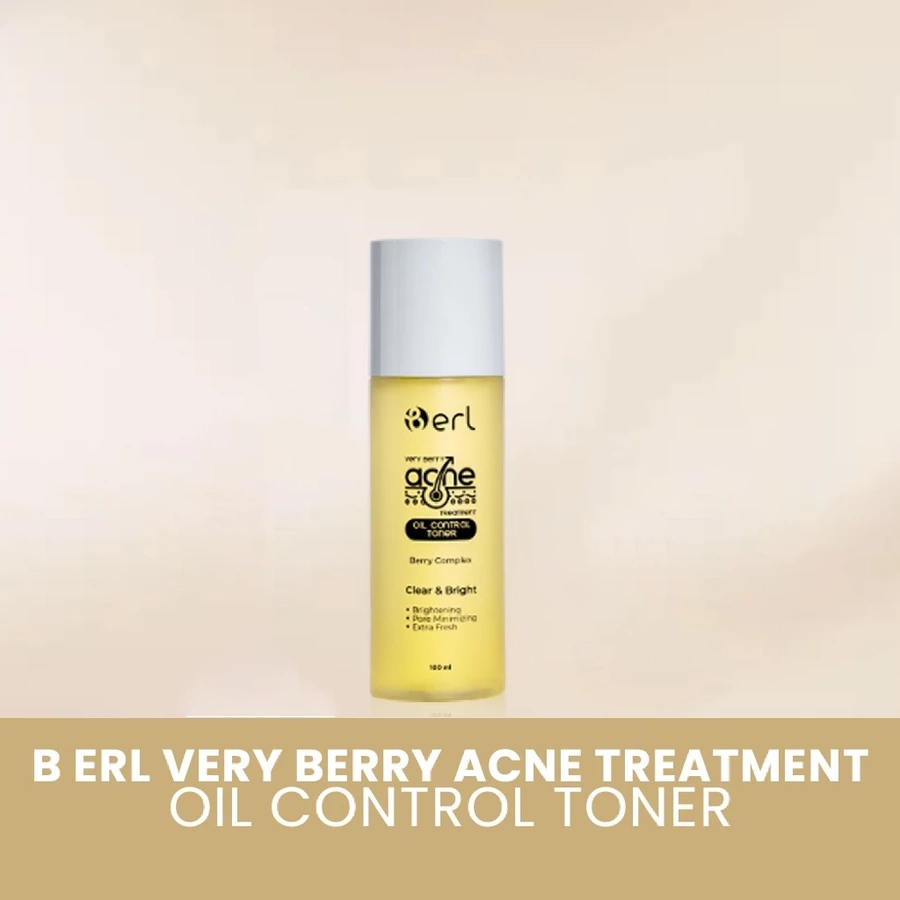 Berl
very berry
acne
treatment
OIL CONTROL
TONER
Berry Complex
Clear & Bright
• Brightening
• Pore Minimizing
• Extra Fresh
100 ml
B ERL VERY BERRY ACNE TREATMENT
OIL CONTROL TONER